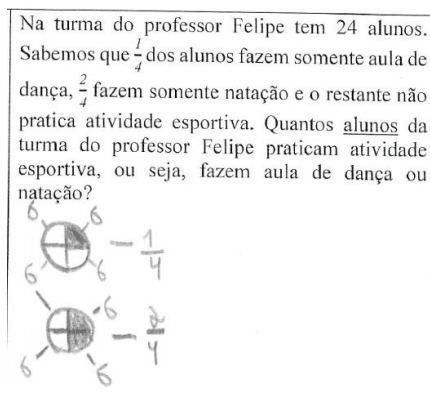 Na turma do professor Felipe tem 24 alunos.
Sabemos que 1/4 dos alunos fazem somente aula de
dança, 2/4 fazem somente natação e o restante não
pratica atividade esportiva. Quantos alunos da
turma do professor Felipe praticam atividade
esportiva, ou seja, fazem aula de dança ou
natação?
6 6
6 6 - 1/4
6
6 6 - 2/4